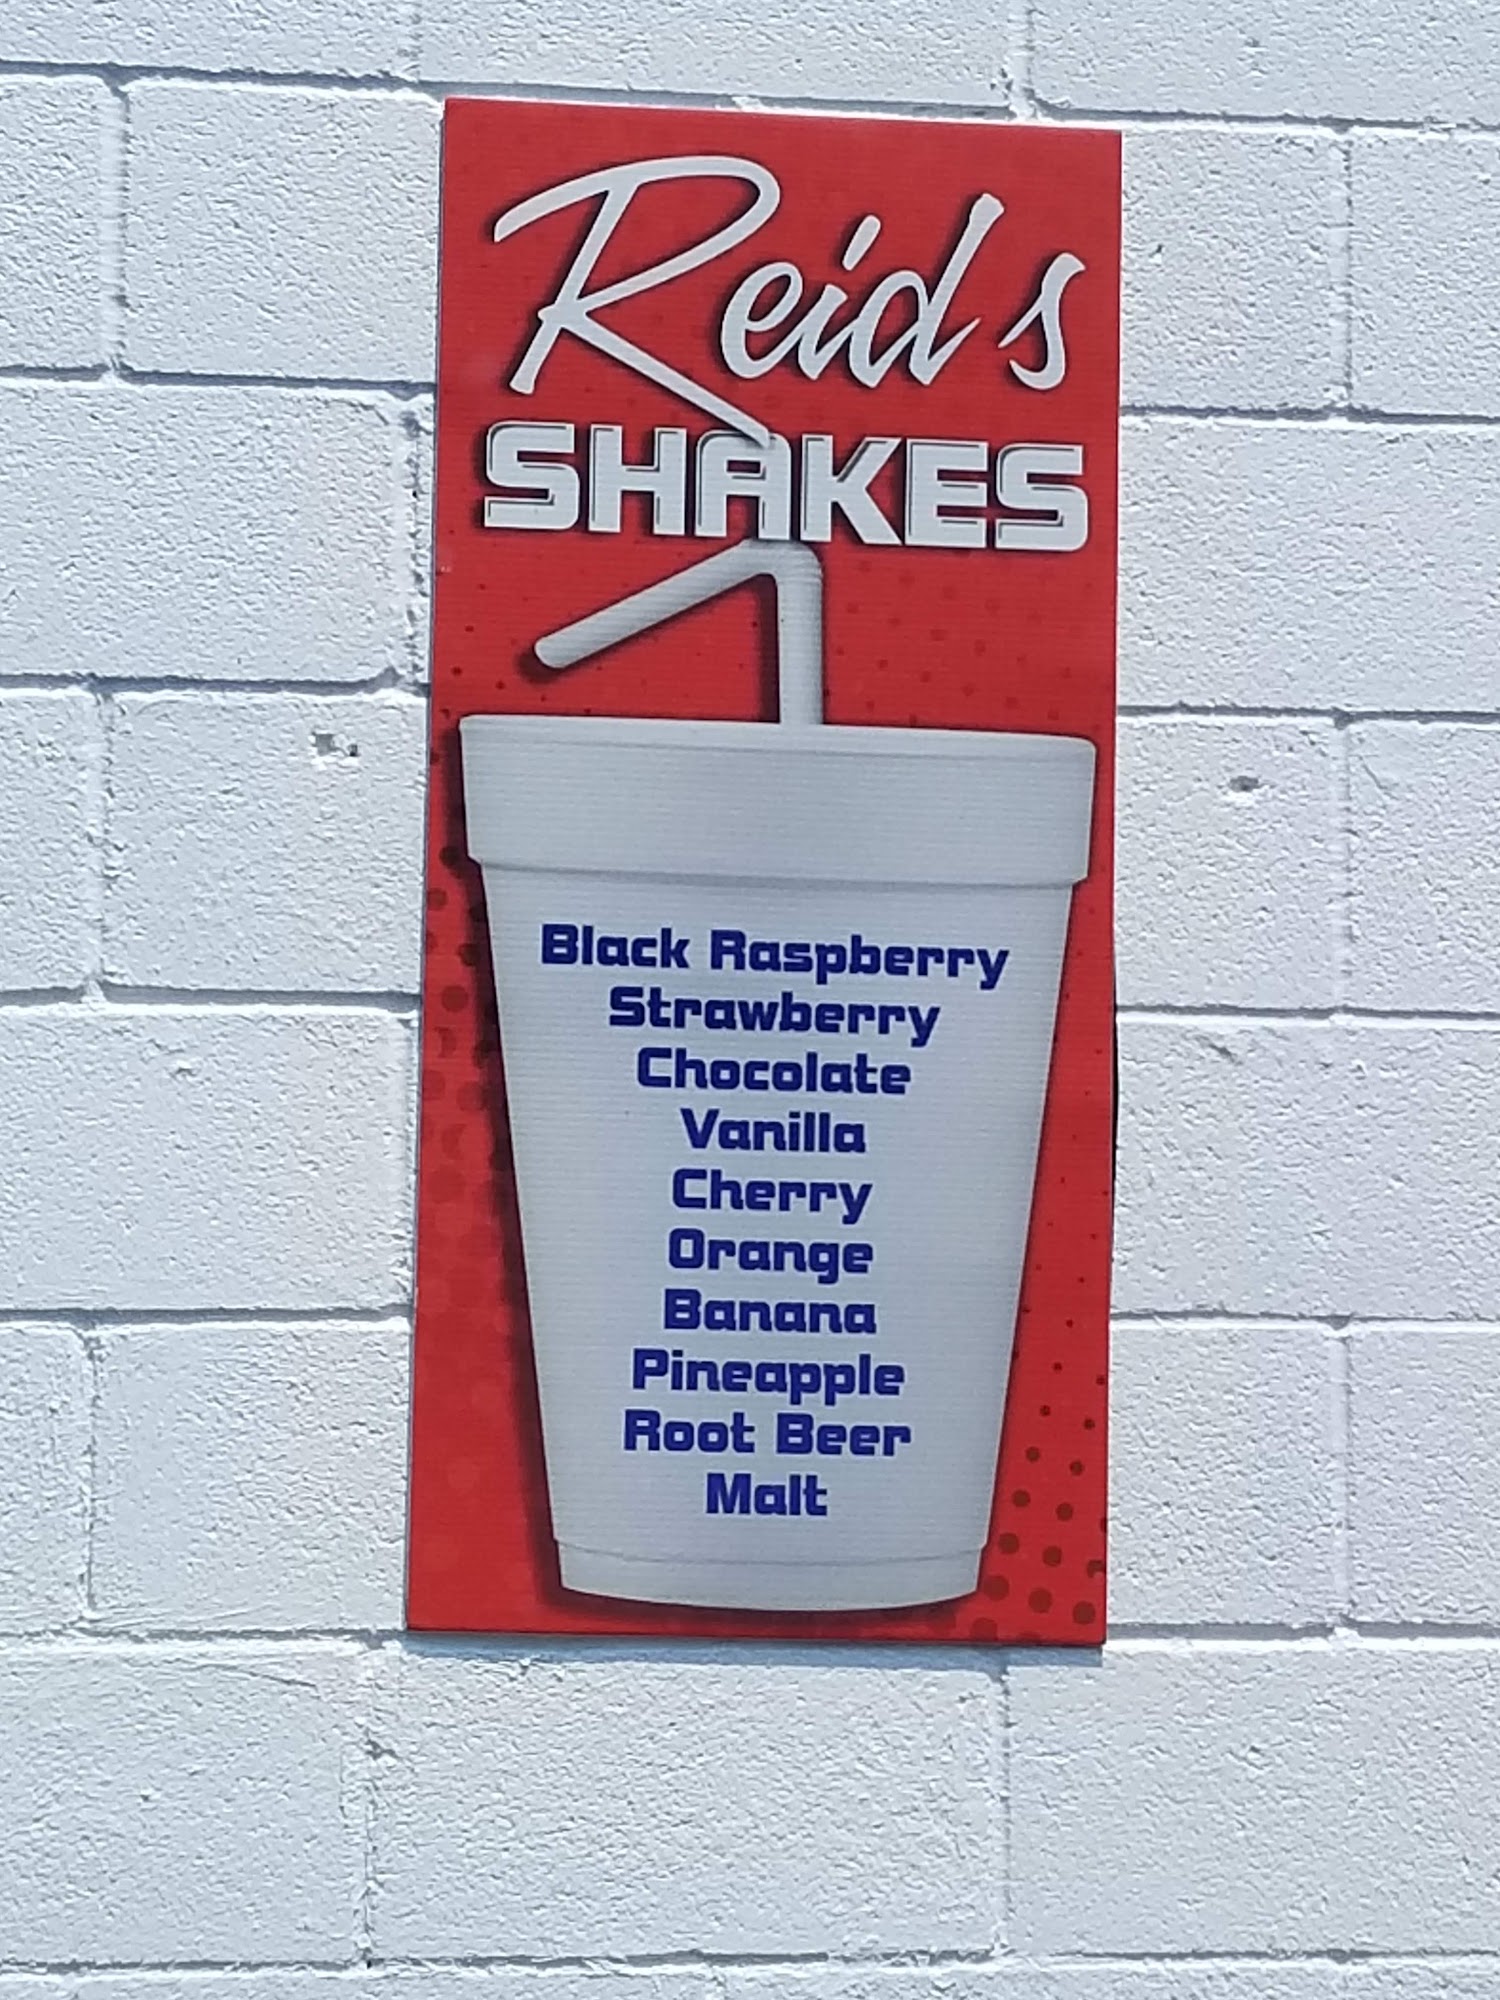 Reid's
SHAKES
Black Raspberry
Strawberry
Chocolate
Vanilla
Cherry
Orange
Banana
Pineapple
Root Beer
Malt